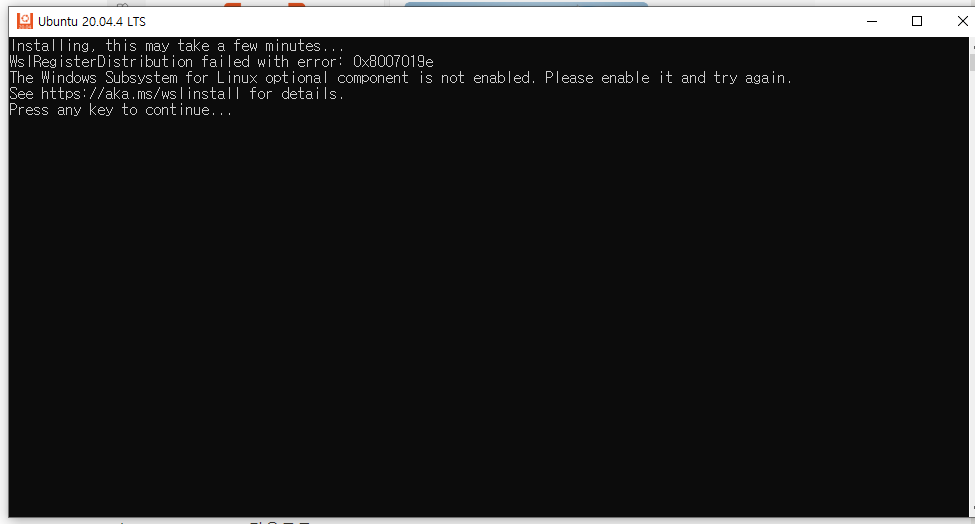 Ubuntu 20.04.4 LTS
Installing, this may take a few minutes...
WslRegisterDistribution failed with error: 0x8007019e
The Windows Subsystem for Linux optional component is not enabled. Please enable it and try again.
See https://aka.ms/wslinstall for details.
Press any key to continue...